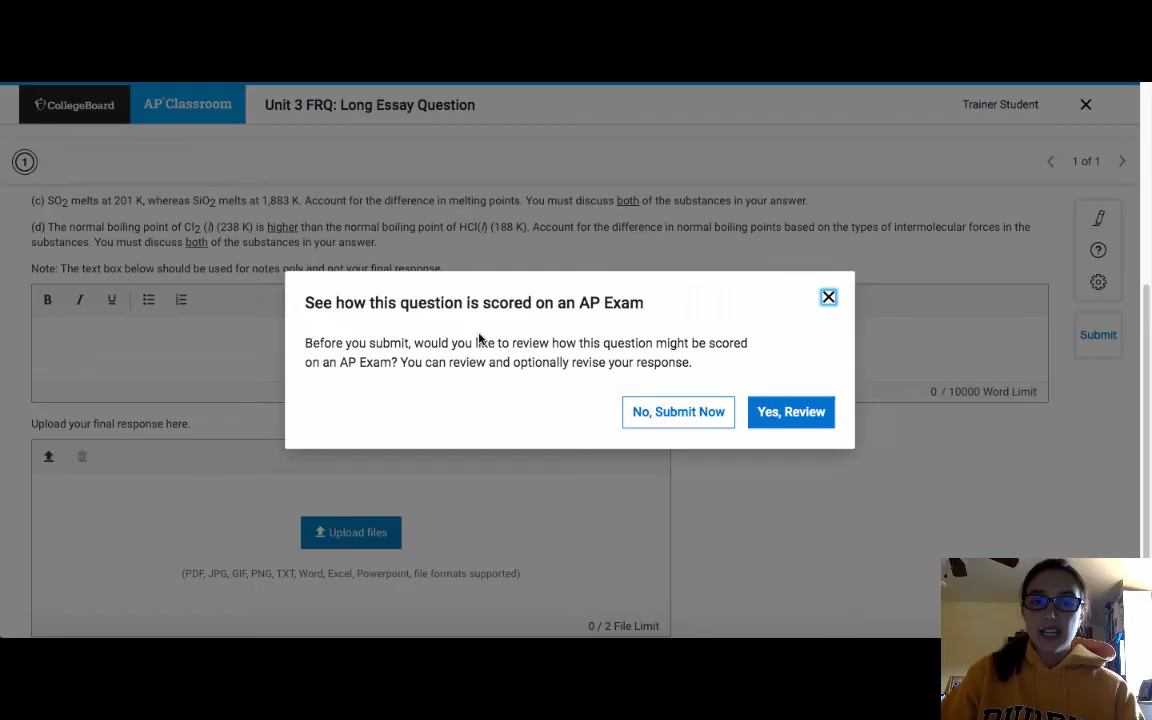 CollegeBoard AP Classroom Unit 3 FRQ: Long Essay Question Trainer Student
1 1 of 1
(c) SO2 melts at 201 K, whereas SiO2 melts at 1,883 K. Account for the difference in melting points. You must discuss both of the substances in your answer.
(d) The normal boiling point of Cl2 (l) (238 K) is higher than the normal boiling point of HCl(l) (188 K). Account for the difference in normal boiling points based on the types of intermolecular forces in the
substances. You must discuss both of the substances in your answer.
Note: The text box below should be used for notes only and not your final response.
B I U
See how this question is scored on an AP Exam
Before you submit, would you like to review how this question might be scored
on an AP Exam? You can review and optionally revise your response.
No, Submit Now Yes, Review
Submit
0 / 10000 Word Limit
Upload your final response here.
Upload files
(PDF, JPG, GIF, PNG, TXT, Word, Excel, Powerpoint, file formats supported)
0 / 2 File Limit